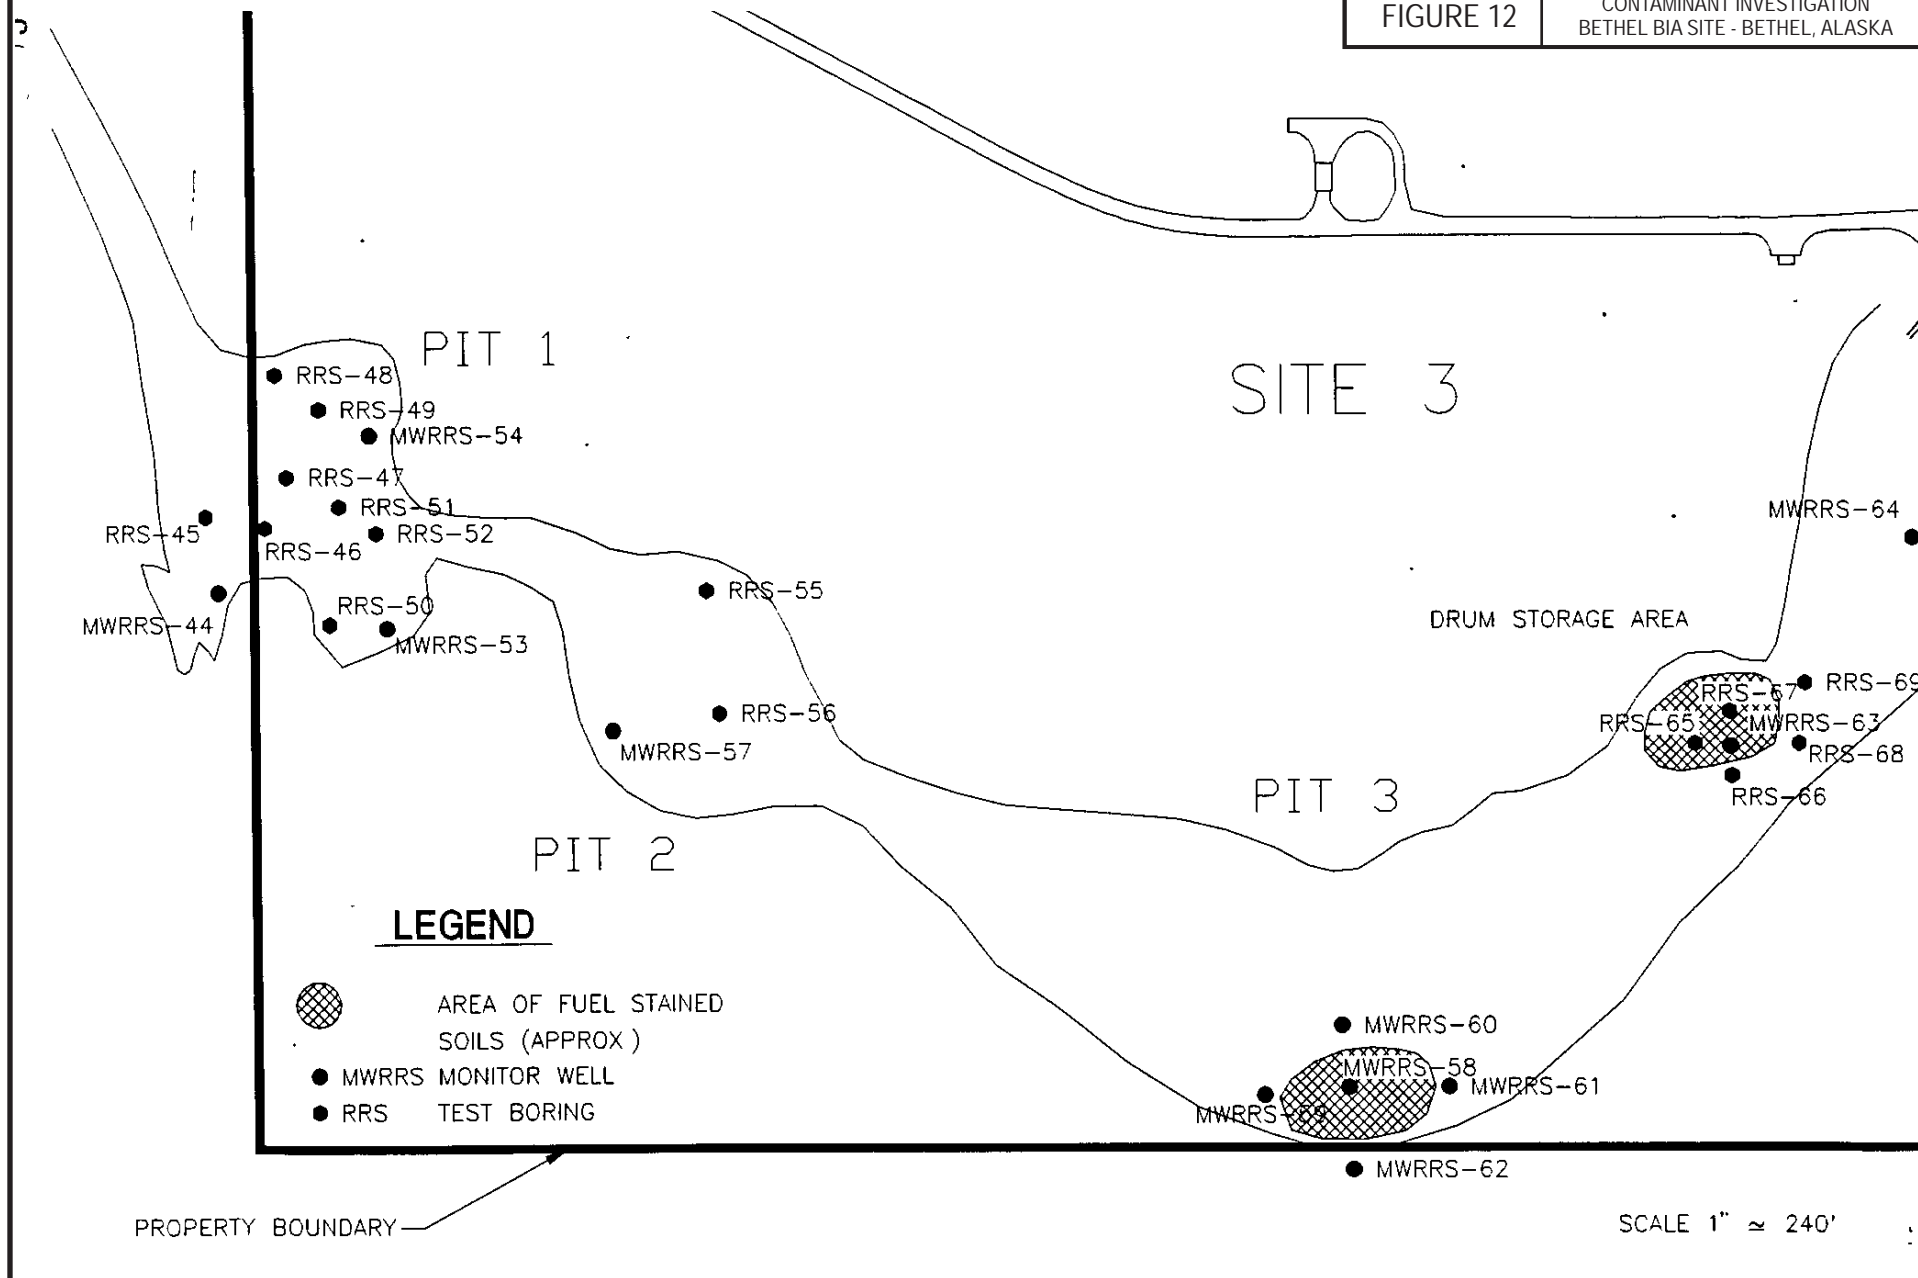 FIGURE 12
CONTAMINANT INVESTIGATION
BETHEL BIA SITE - BETHEL, ALASKA
PIT 1
SITE 3
RRS-48
RRS-49
MWRRS-54
RRS-47
RRS-51
RRS-45
RRS-46
RRS-52
MWRRS-64
RRS-55
RRS-50
MWRRS-44
MWRRS-53
DRUM STORAGE AREA
RRS-69
RRS-67
RRS-65
MWRRS-63
RRS-56
MWRRS-57
RRS-68
RRS-66
PIT 3
PIT 2
LEGEND
AREA OF FUEL STAINED
SOILS (APPROX)
MWRRS MONITOR WELL
RRS TEST BORING
MWRRS-60
MWRRS-58
MWRRS-61
MWRRS-59
MWRRS-62
PROPERTY BOUNDARY
SCALE 1" ≃ 240'